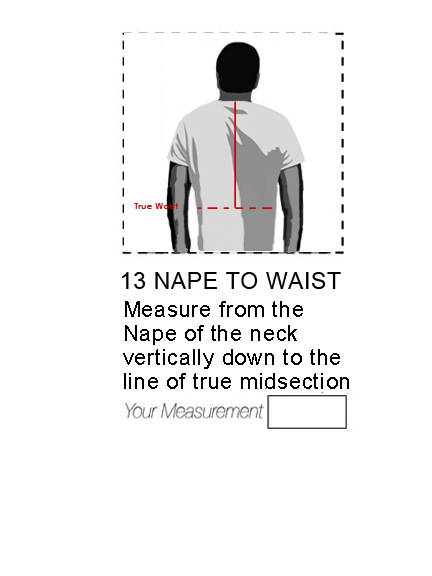 True Waist
13 NAPE TO WAIST
Measure from the
Nape of the neck
vertically down to the
line of true midsection
Your Measurement